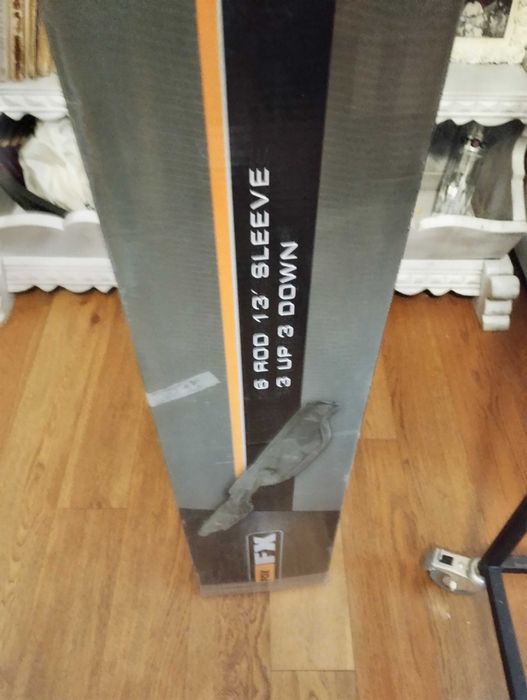 6 ROD 13' SLEEVE
3 UP 3 DOWN
FX